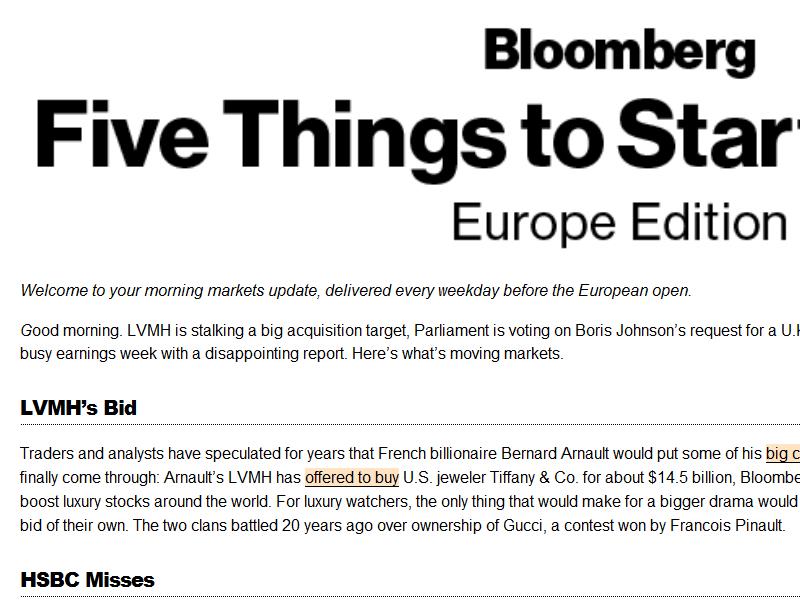 Bloomberg
Five Things to Start
Europe Edition
Welcome to your morning markets update, delivered every weekday before the European open.
Good morning. LVMH is stalking a big acquisition target, Parliament is voting on Boris Johnson’s request for a U.K
busy earnings week with a disappointing report. Here’s what’s moving markets.
LVMH’s Bid
Traders and analysts have speculated for years that French billionaire Bernard Arnault would put some of his big c
finally come through: Arnault’s LVMH has offered to buy U.S. jeweler Tiffany & Co. for about $14.5 billion, Bloombe
boost luxury stocks around the world. For luxury watchers, the only thing that would make for a bigger drama would
bid of their own. The two clans battled 20 years ago over ownership of Gucci, a contest won by Francois Pinault.
HSBC Misses